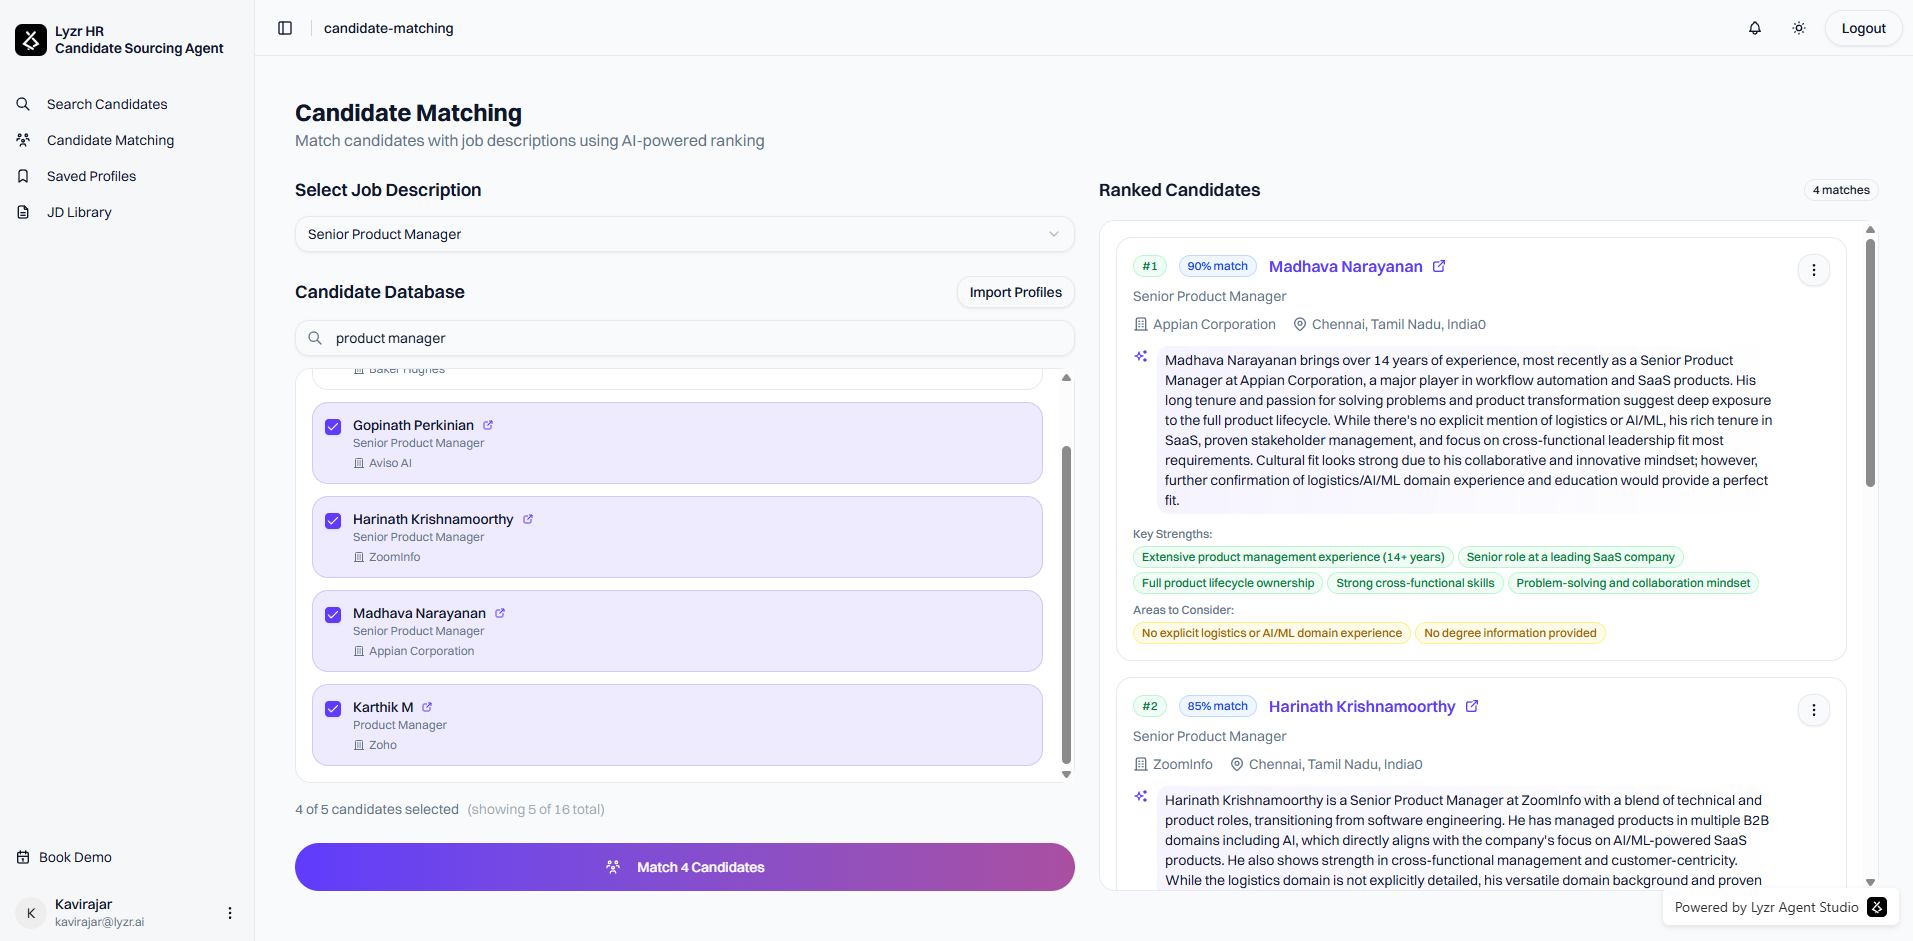 Lyzr HR
Candidate Sourcing Agent
Search Candidates
Candidate Matching
Saved Profiles
JD Library
Book Demo
K
Kavirajar
kavirajar@lyzr.ai
candidate-matching
Logout
Candidate Matching
Match candidates with job descriptions using AI-powered ranking
Select Job Description
Senior Product Manager
Candidate Database
Import Profiles
product manager
Baker Hughes
Gopinath Perkinian
Senior Product Manager
Aviso AI
Harinath Krishnamoorthy
Senior Product Manager
ZoomInfo
Madhava Narayanan
Senior Product Manager
Appian Corporation
Karthik M
Product Manager
Zoho
4 of 5 candidates selected (showing 5 of 16 total)
Match 4 Candidates
Ranked Candidates
4 matches
#1 90% match Madhava Narayanan
Senior Product Manager
Appian Corporation Chennai, Tamil Nadu, India0
Madhava Narayanan brings over 14 years of experience, most recently as a Senior Product
Manager at Appian Corporation, a major player in workflow automation and SaaS products. His
long tenure and passion for solving problems and product transformation suggest deep exposure
to the full product lifecycle. While there's no explicit mention of logistics or AI/ML, his rich tenure in
SaaS, proven stakeholder management, and focus on cross-functional leadership fit most
requirements. Cultural fit looks strong due to his collaborative and innovative mindset; however,
further confirmation of logistics/AI/ML domain experience and education would provide a perfect
fit.
Key Strengths:
Extensive product management experience (14+ years) Senior role at a leading SaaS company
Full product lifecycle ownership Strong cross-functional skills Problem-solving and collaboration mindset
Areas to Consider:
No explicit logistics or AI/ML domain experience No degree information provided
#2 85% match Harinath Krishnamoorthy
Senior Product Manager
ZoomInfo Chennai, Tamil Nadu, India0
Harinath Krishnamoorthy is a Senior Product Manager at ZoomInfo with a blend of technical and
product roles, transitioning from software engineering. He has managed products in multiple B2B
domains including AI, which directly aligns with the company's focus on AI/ML-powered SaaS
products. He also shows strength in cross-functional management and customer-centricity.
While the logistics domain is not explicitly detailed, his versatile domain background and proven
Powered by Lyzr Agent Studio